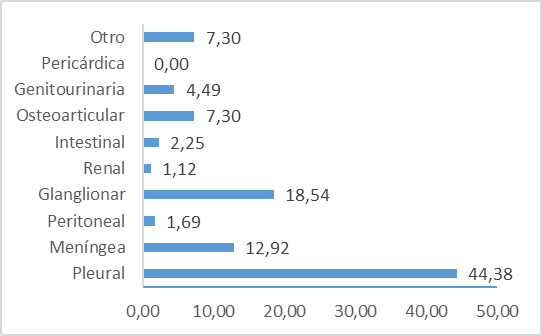 Otro 7,30
Pericárdica 0,00
Genitourinaria 4,49
Osteoarticular 7,30
Intestinal 2,25
Renal 1,12
Glanglionar 18,54
Peritoneal 1,69
Meníngea 12,92
Pleural 44,38
0,00 10,00 20,00 30,00 40,00 50,00